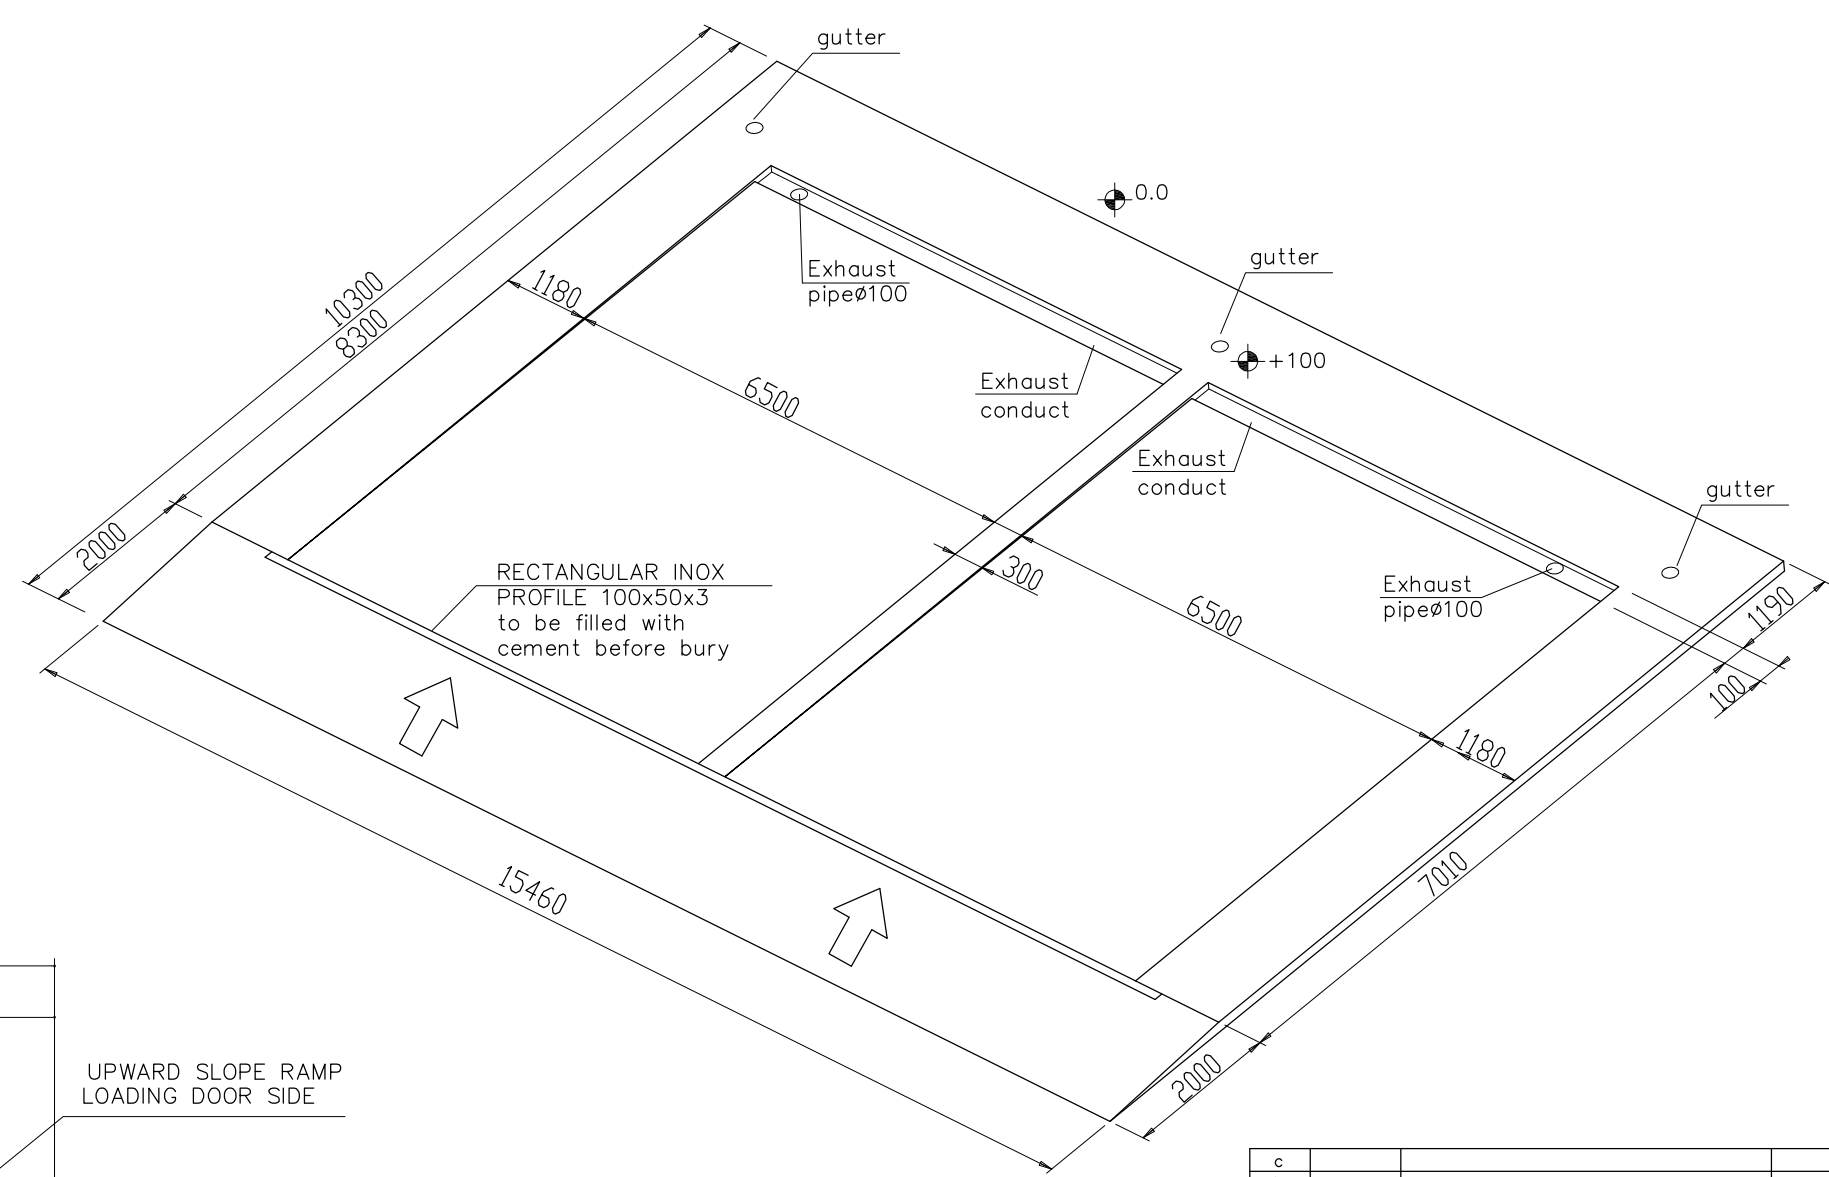 gutter
0.0
gutter
10300
8300
1180
Exhaust
pipeø100
+100
6500
Exhaust
conduct
Exhaust
conduct
gutter
2000
RECTANGULAR INOX
PROFILE 100x50x3
to be filled with
cement before bury
300
6500
Exhaust
pipeø100
1190
100
1180
7010
15460
2000
UPWARD SLOPE RAMP
LOADING DOOR SIDE
c